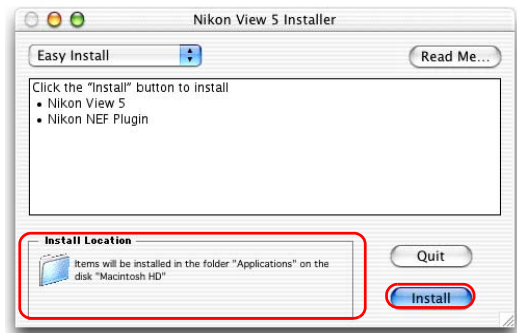 Nikon View 5 Installer
Easy Install
Read Me...
Click the "Install" button to install
• Nikon View 5
• Nikon NEF Plugin
Install Location
Items will be installed in the folder "Applications" on the
disk "Macintosh HD"
Quit
Install